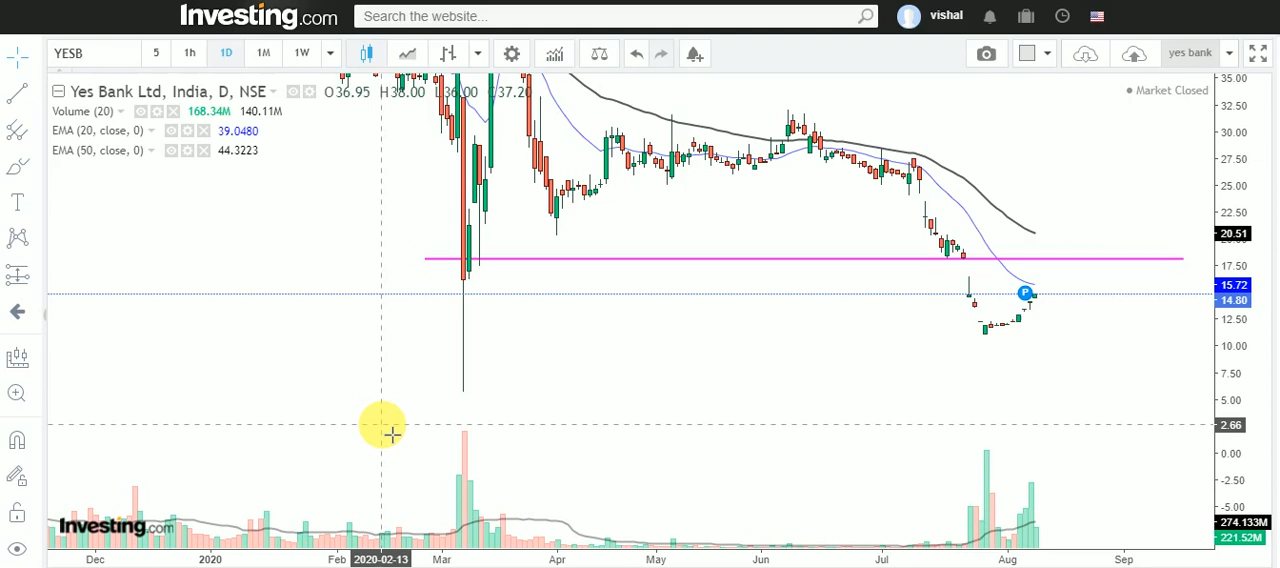 Investing.com
Search the website...
vishal
YESB 5 1h 1D 1M 1W yes bank
Yes Bank Ltd, India, D, NSE O36.95 H38.00 L36.00 C37.20
Market Closed
Volume (20) 168.34M 140.11M
EMA (20, close, 0) 39.0480
EMA (50, close, 0) 44.3223
35.00
32.50
30.00
27.50
25.00
22.50
20.51
17.50
P
15.72
14.80
12.50
10.00
7.50
5.00
2.66
0.00
-2.50
-5.00
274.133M
221.52M
Investing.com
Dec 2020 Feb 2020-02-13 Mar Apr May Jun Jul Aug Sep